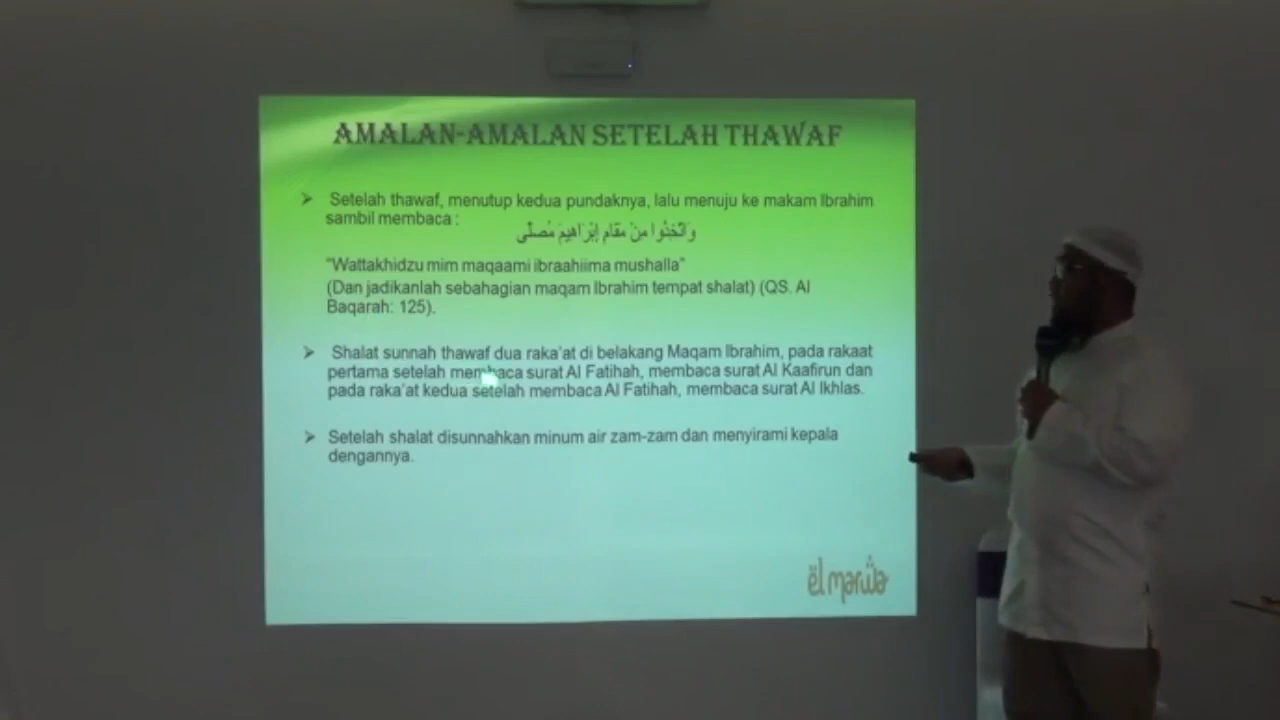 AMALAN-AMALAN SETELAH THAWAF
➢ Setelah thawaf, menutup kedua pundaknya, lalu menuju ke makam Ibrahim
sambil membaca :
وَاتَّخِذُوا مِنْ مَقَامِ إِبْرَاهِيمَ مُصَلًّى
"Wattakhidzu mim maqaami ibraahiima mushalla"
(Dan jadikanlah sebahagian maqam Ibrahim tempat shalat) (QS. Al
Baqarah: 125).
➢ Shalat sunnah thawaf dua raka'at di belakang Maqam Ibrahim, pada rakaat
pertama setelah membaca surat Al Fatihah, membaca surat Al Kaafirun dan
pada raka'at kedua setelah membaca Al Fatihah, membaca surat Al Ikhlas.
➢ Setelah shalat disunnahkan minum air zam-zam dan menyirami kepala
dengannya.
ël marŵa